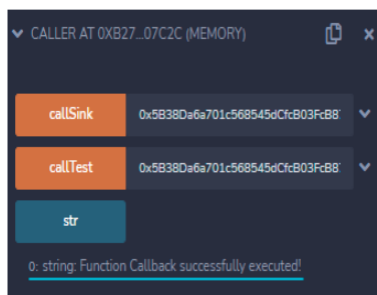 CALLER AT 0XB27...07C2C (MEMORY)
callSink 0x5B38Da6a701c568545dCfcB03FcB8
callTest 0x5B38Da6a701c568545dCfcB03FcB8
str
0: string: Function Callback successfully executed!